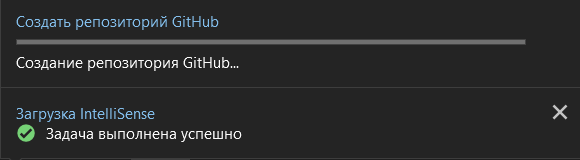 Создать репозиторий GitHub
Создание репозитория GitHub...
Загрузка IntelliSense
Задача выполнена успешно